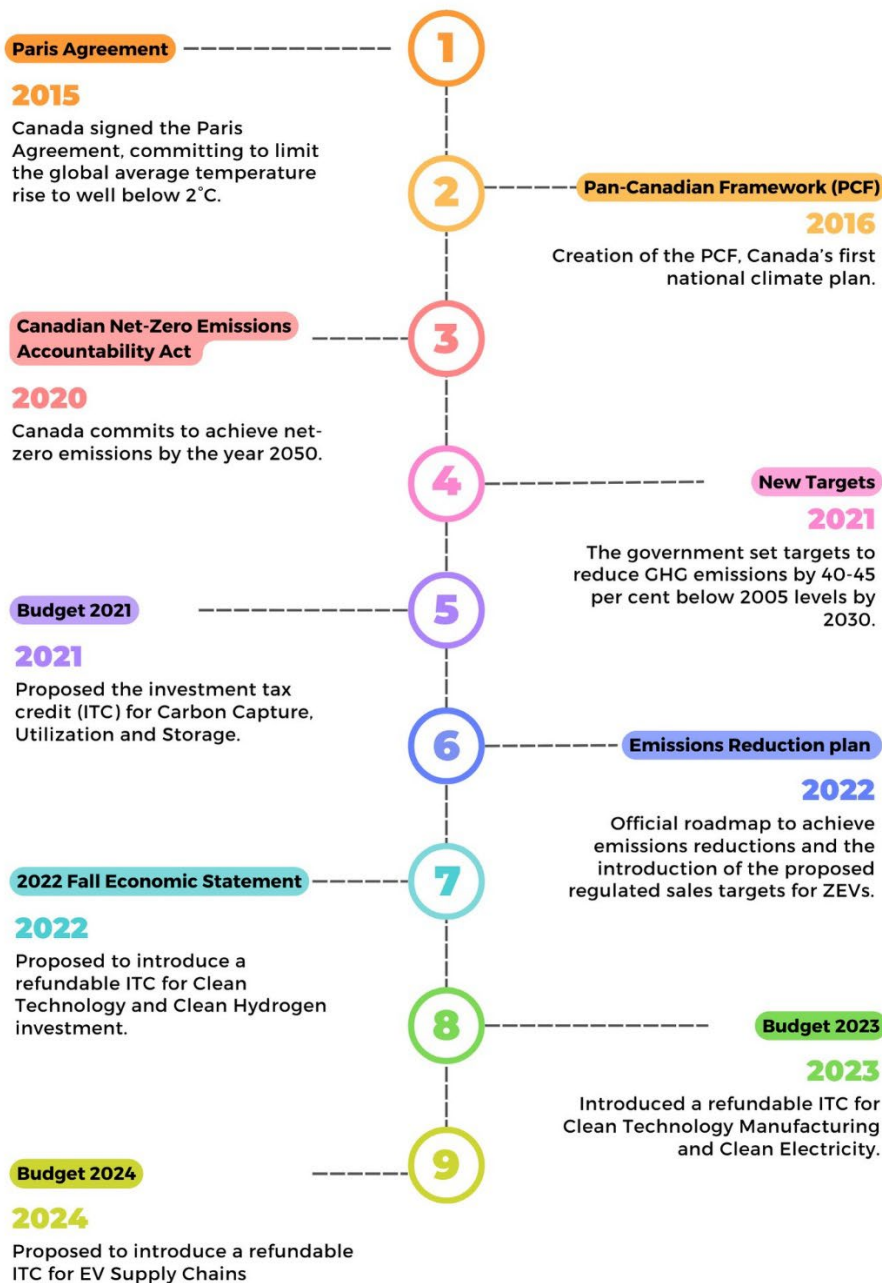 1
Paris Agreement
2015
Canada signed the Paris
Agreement, committing to limit
the global average temperature
rise to well below 2°C.
2
Pan-Canadian Framework (PCF)
2016
Creation of the PCF, Canada's first
national climate plan.
3
Canadian Net-Zero Emissions
Accountability Act
2020
Canada commits to achieve net-
zero emissions by the year 2050.
4
New Targets
2021
The government set targets to
reduce GHG emissions by 40-45
per cent below 2005 levels by
2030.
5
Budget 2021
2021
Proposed the investment tax
credit (ITC) for Carbon Capture,
Utilization and Storage.
6
Emissions Reduction plan
2022
Official roadmap to achieve
emissions reductions and the
introduction of the proposed
regulated sales targets for ZEVs.
7
2022 Fall Economic Statement
2022
Proposed to introduce a
refundable ITC for Clean
Technology and Clean Hydrogen
investment.
8
Budget 2023
2023
Introduced a refundable ITC for
Clean Technology Manufacturing
and Clean Electricity.
9
Budget 2024
2024
Proposed to introduce a refundable
ITC for EV Supply Chains